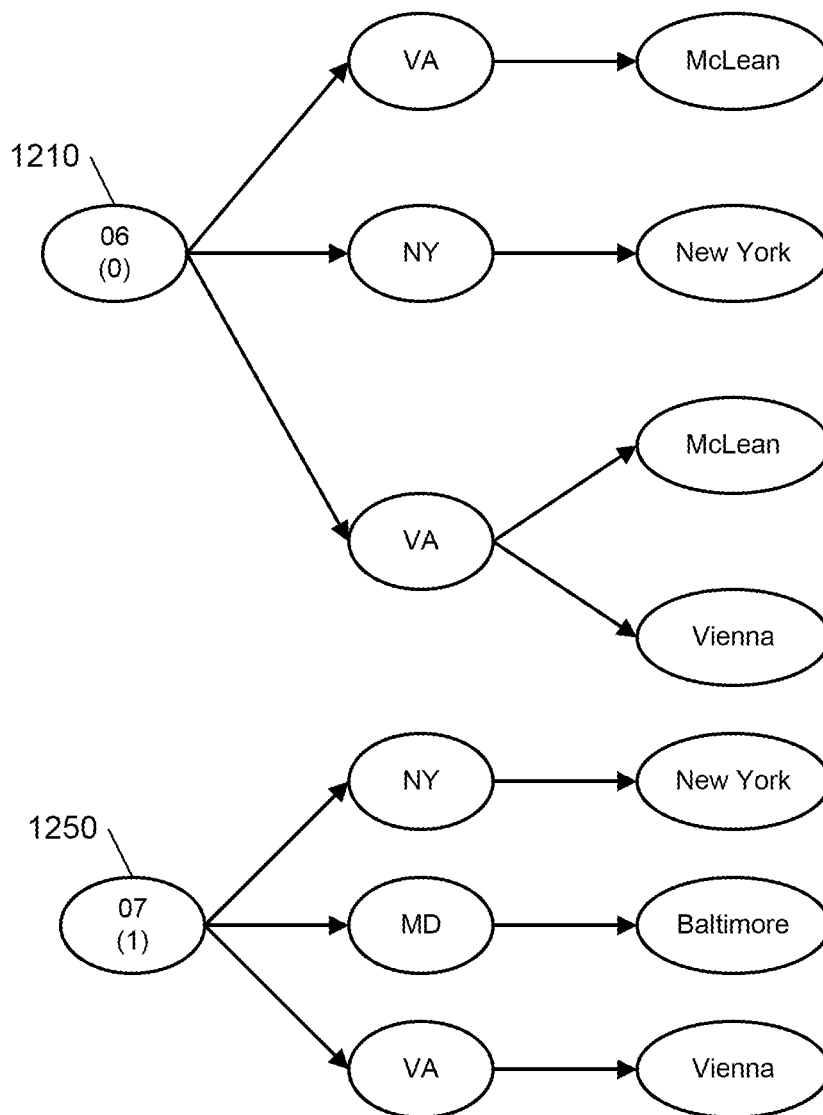 VA
McLean
1210
06
(0)
NY
New York
McLean
VA
Vienna
NY
New York
1250
07
(1)
MD
Baltimore
VA
Vienna